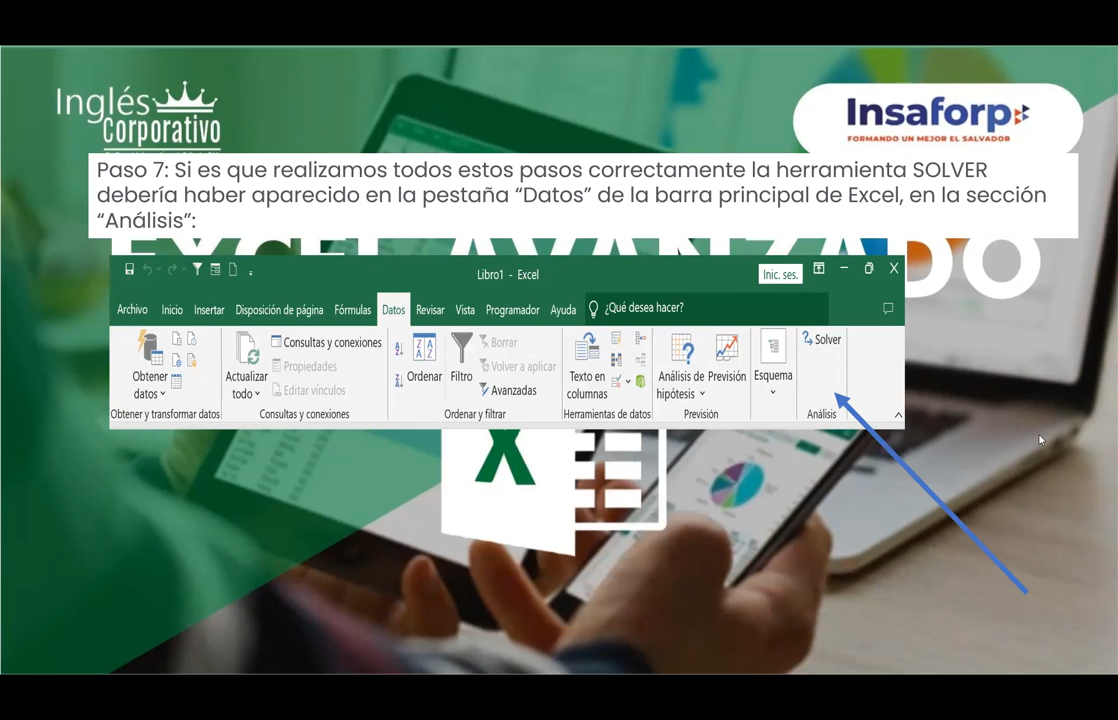 Inglés
Corporativo
Insaforp
FORMANDO UN MEJOR EL SALVADOR
Paso 7: Si es que realizamos todos estos pasos correctamente la herramienta SOLVER
debería haber aparecido en la pestaña “Datos” de la barra principal de Excel, en la sección
“Análisis”:
EXCEL AVANZADO
Libro1 - Excel
Inic. ses.
Archivo Inicio Insertar Disposición de página Fórmulas Datos Revisar Vista Programador Ayuda ¿Qué desea hacer?
Obtener datos
Obtener y transformar datos
Actualizar todo
Consultas y conexiones
Propiedades
Editar vínculos
Consultas y conexiones
Ordenar
Filtro
Borrar
Volver a aplicar
Avanzadas
Ordenar y filtrar
Texto en columnas
Herramientas de datos
Análisis de hipótesis
Previsión
Previsión
Esquema
Solver
Análisis
X